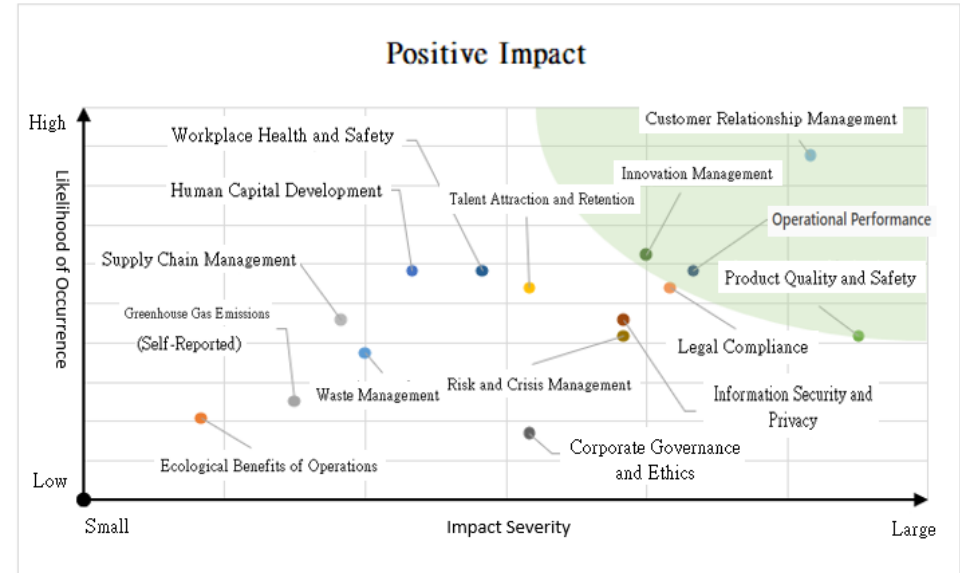 Positive Impact
High
Customer Relationship Management
Workplace Health and Safety
Innovation Management
Human Capital Development
Talent Attraction and Retention
Operational Performance
Likelihood of Occurrence
Supply Chain Management
Product Quality and Safety
Greenhouse Gas Emissions
(Self-Reported)
Legal Compliance
Waste Management
Risk and Crisis Management
Information Security and
Privacy
Corporate Governance
and Ethics
Ecological Benefits of Operations
Low
Small
Impact Severity
Large